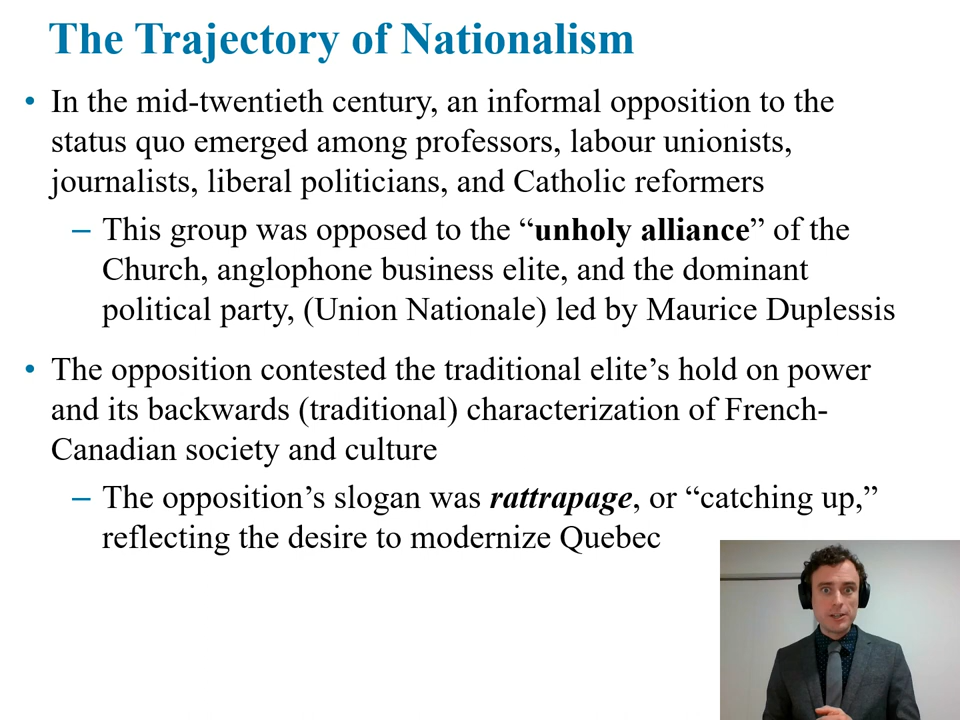 The Trajectory of Nationalism
• In the mid-twentieth century, an informal opposition to the
status quo emerged among professors, labour unionists,
journalists, liberal politicians, and Catholic reformers
– This group was opposed to the “unholy alliance” of the
Church, anglophone business elite, and the dominant
political party, (Union Nationale) led by Maurice Duplessis
• The opposition contested the traditional elite’s hold on power
and its backwards (traditional) characterization of French-
Canadian society and culture
– The opposition’s slogan was rattrapage, or “catching up,”
reflecting the desire to modernize Quebec